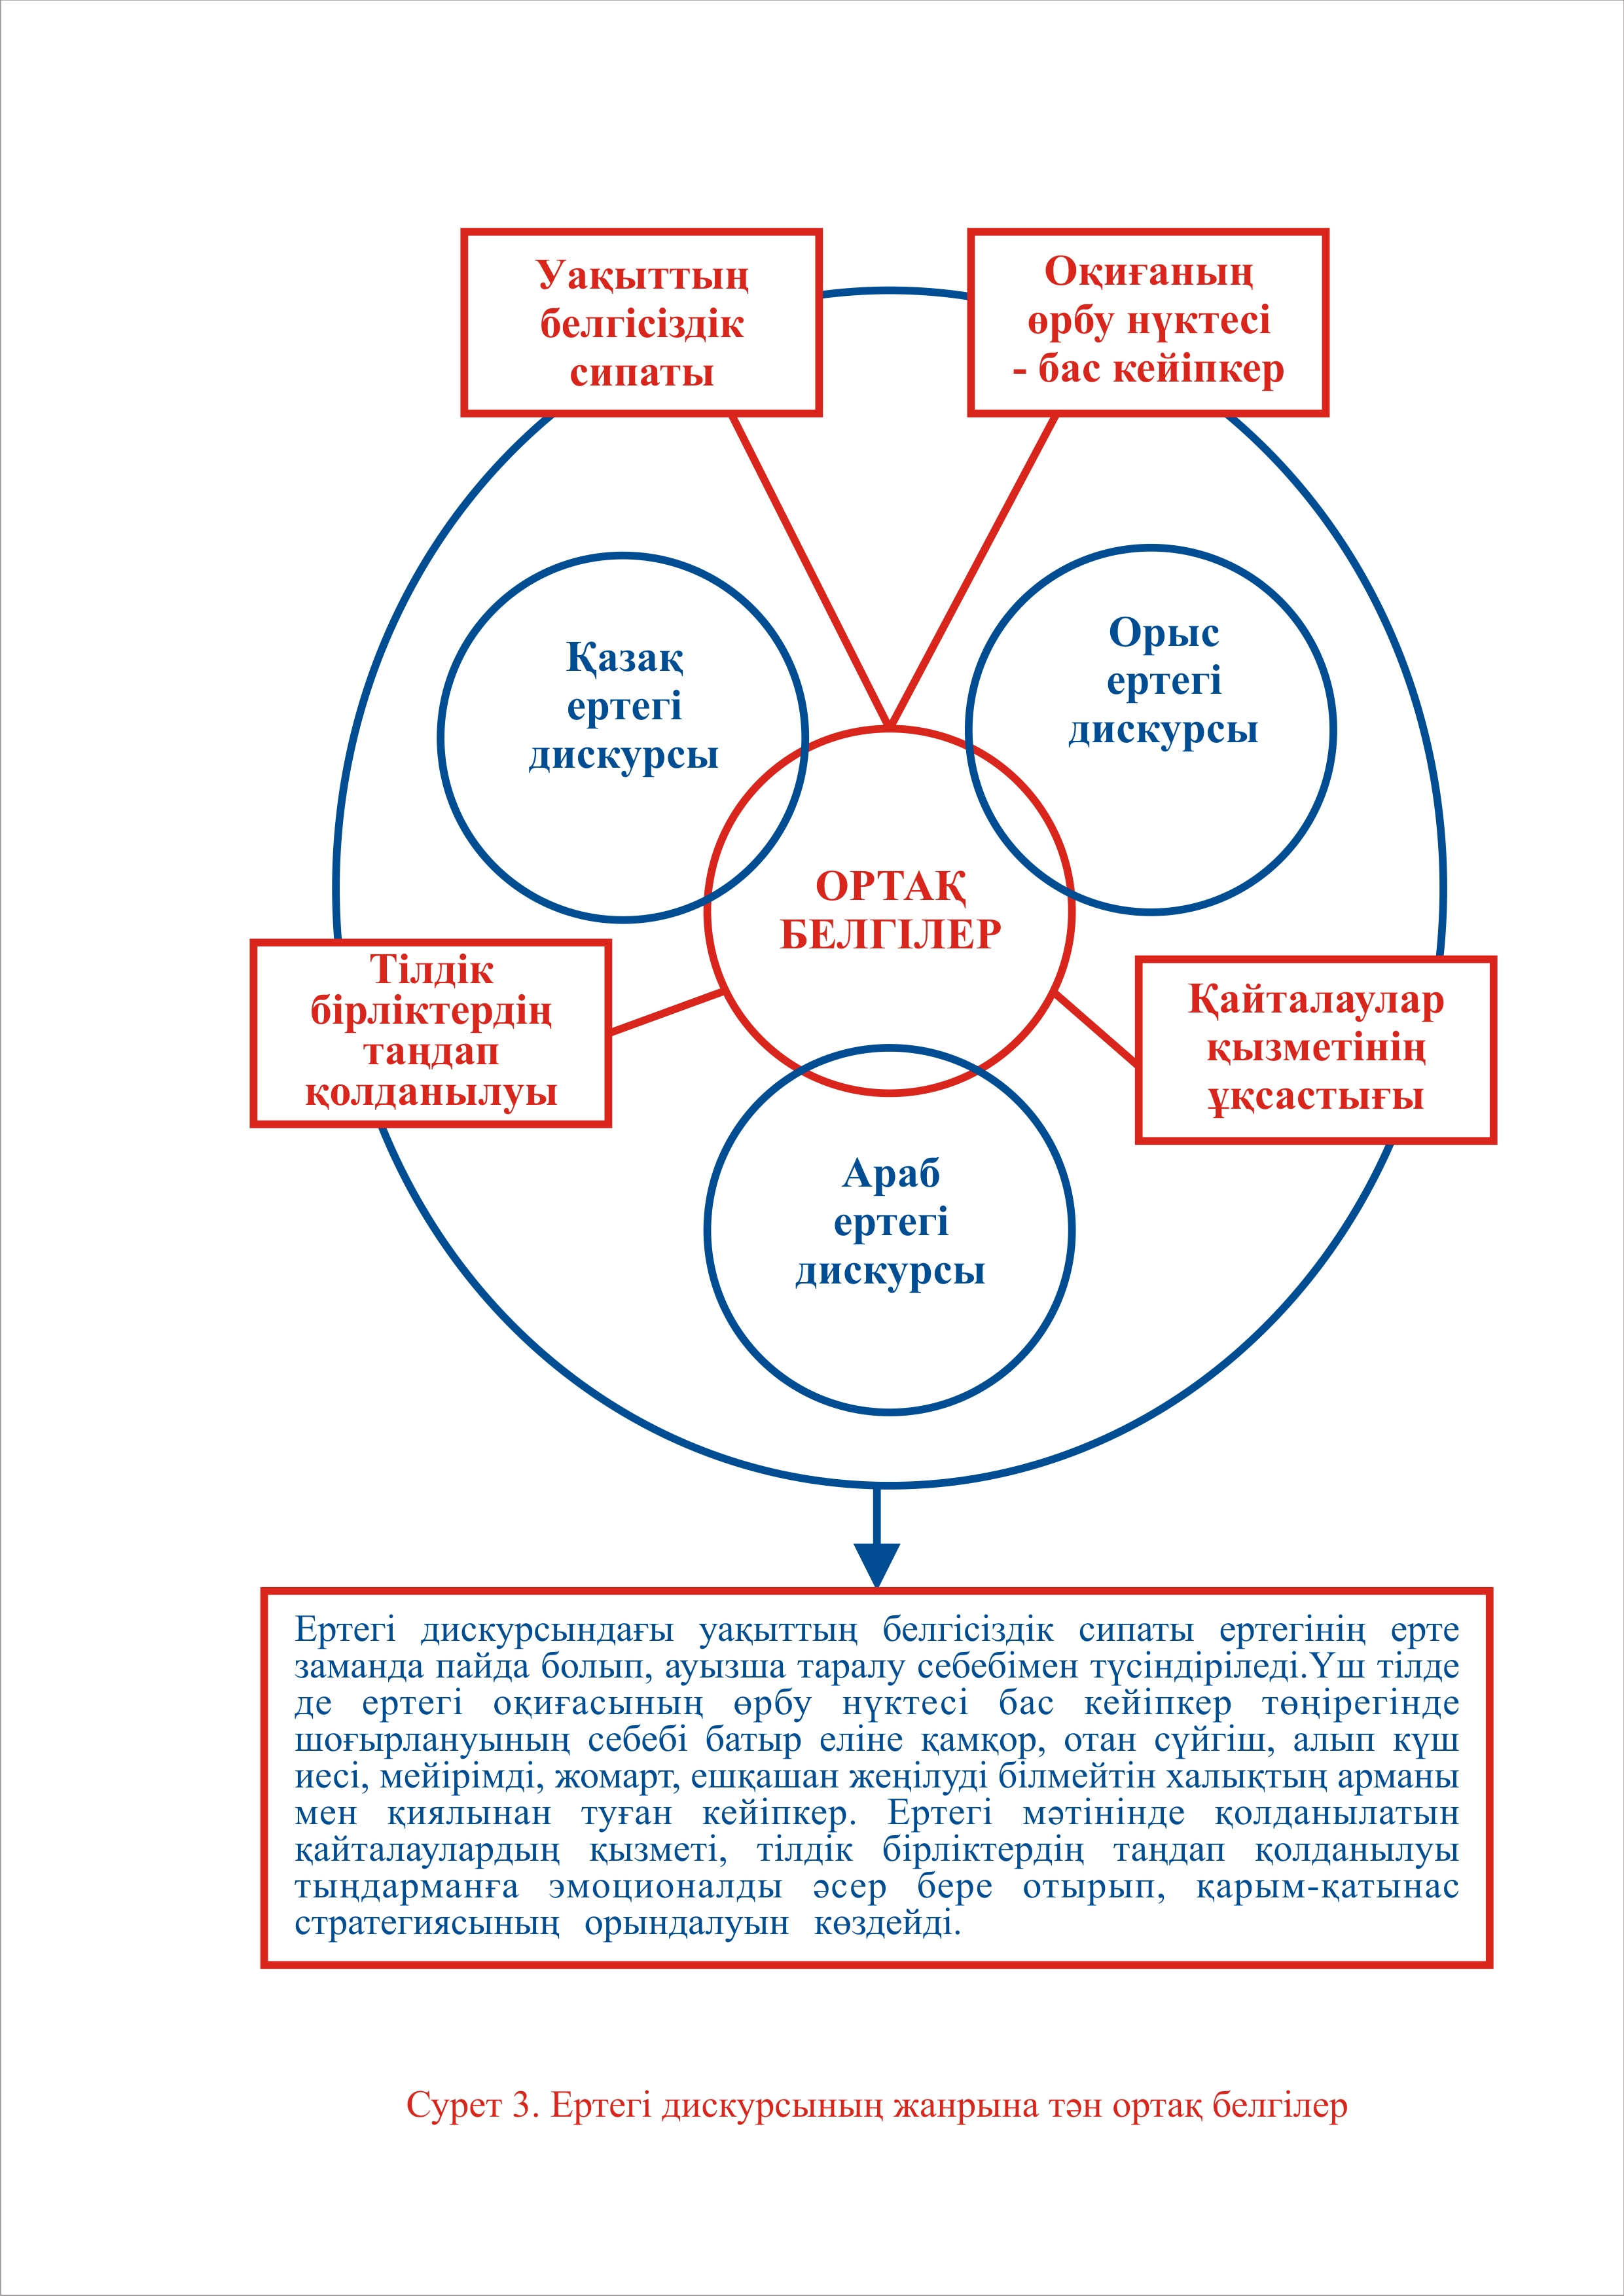 Уақыттың
белгісіздік
сипаты
Оқиғаның
өрбу нүктесі
- бас кейіпкер
Қазақ
ертегі
дискурсы
Орыс
ертегі
дискурсы
ОРТАҚ
БЕЛГІЛЕР
Тілдік
бірліктердің
таңдап
қолданылуы
Қайталаулар
қызметінің
ұқсастығы
Араб
ертегі
дискурсы
Ертегі дискурсындағы уақыттың белгісіздік сипаты ертегінің ерте
заманда пайда болып, ауызша таралу себебімен түсіндіріледі.Үш тілде
де ертегі оқиғасының өрбу нүктесі бас кейіпкер төңірегінде
шоғырлануының себебі батыр еліне қамқор, отан сүйгіш, алып күш
иесі, мейірімді, жомарт, ешқашан жеңілуді білмейтін халықтың арманы
мен қиялынан туған кейіпкер. Ертегі мәтінінде қолданылатын
қайталаулардың қызметі, тілдік бірліктердің таңдап қолданылуы
тыңдарманға эмоционалды әсер бере отырып, қарым-қатынас
стратегиясының орындалуын көздейді.
Сурет 3. Ертегі дискурсының жанрына тән ортақ белгілер